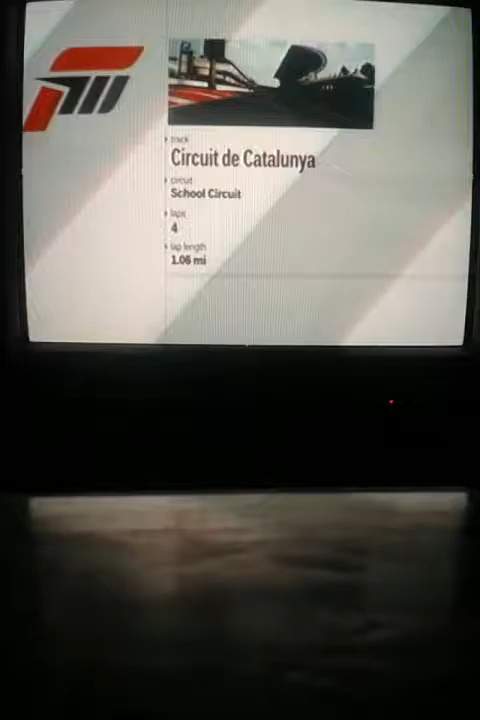 track
Circuit de Catalunya
circuit
School Circuit
laps
4
lap length
1.06 mi